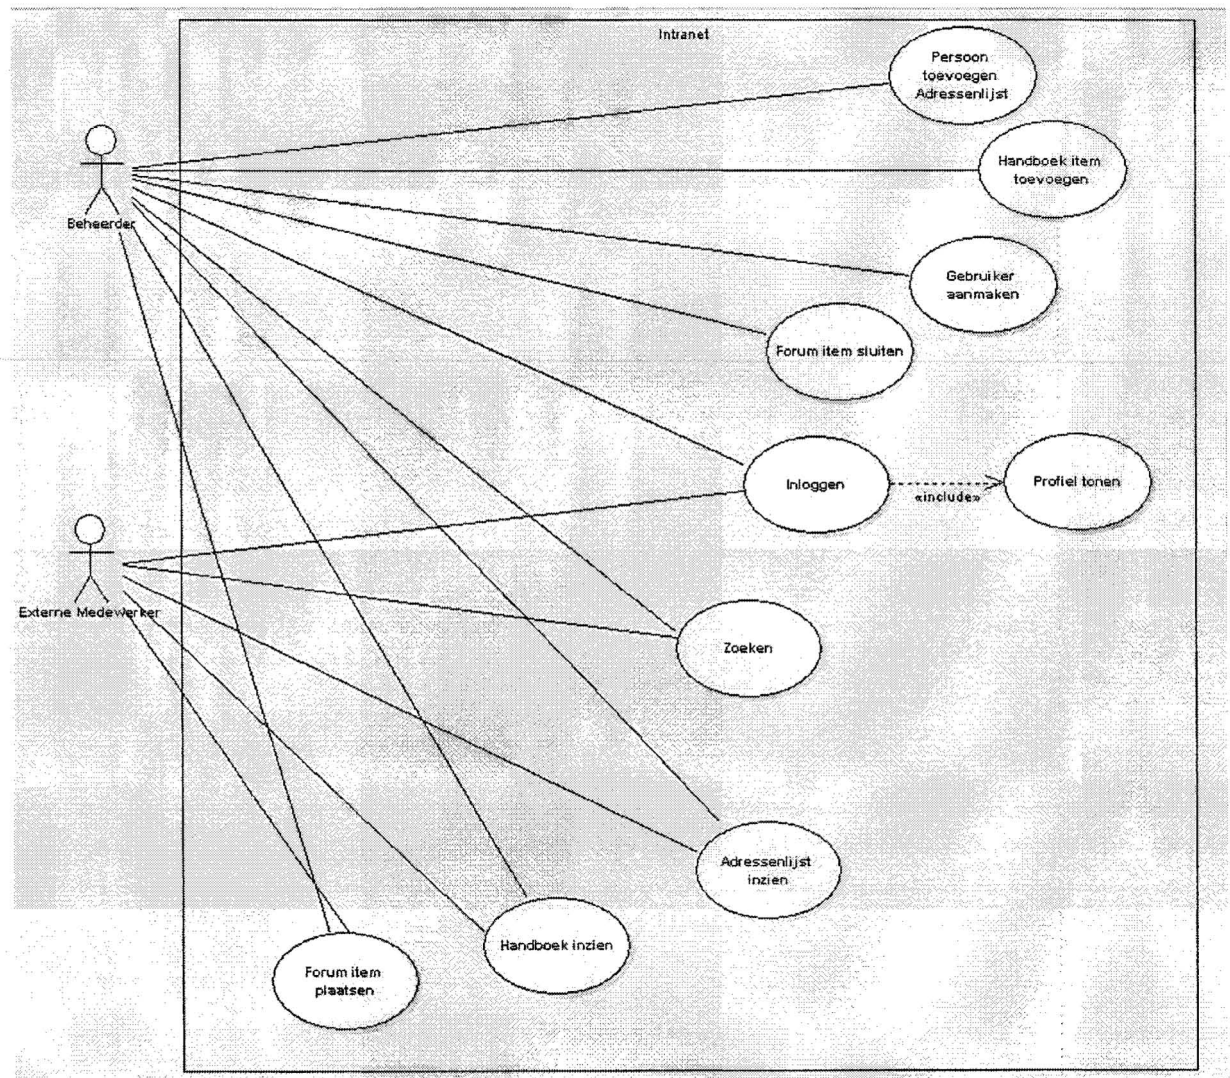 Intranet
Persoon
toevoegen
Adressenlijst
Handboek item
toevoegen
Beheerder
Gebruiker
aanmaken
Forum item sluiten
Inloggen
«include»
Profiel tonen
Externe Medewerker
Zoeken
Adressenlijst
inzien
Handboek inzien
Forum item
plaatsen